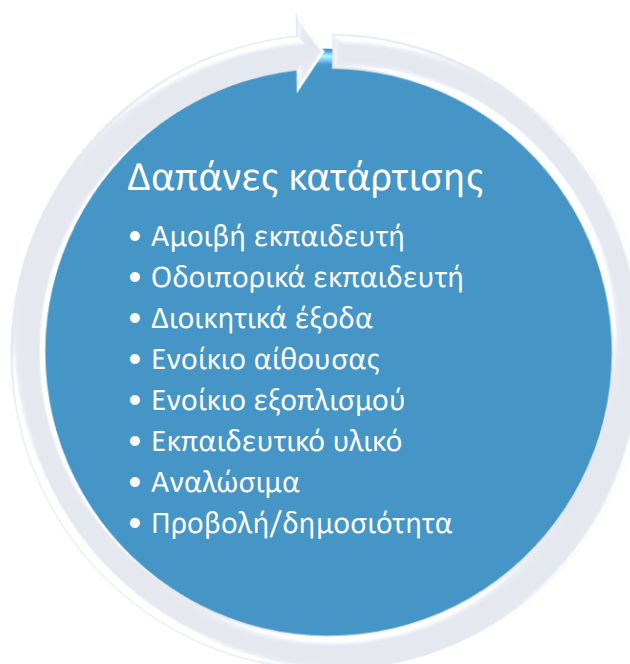 Δαπάνες κατάρτισης
• Αμοιβή εκπαιδευτή
• Οδοιπορικά εκπαιδευτή
• Διοικητικά έξοδα
• Ενοίκιο αίθουσας
• Ενοίκιο εξοπλισμού
• Εκπαιδευτικό υλικό
• Αναλώσιμα
• Προβολή/δημοσιότητα